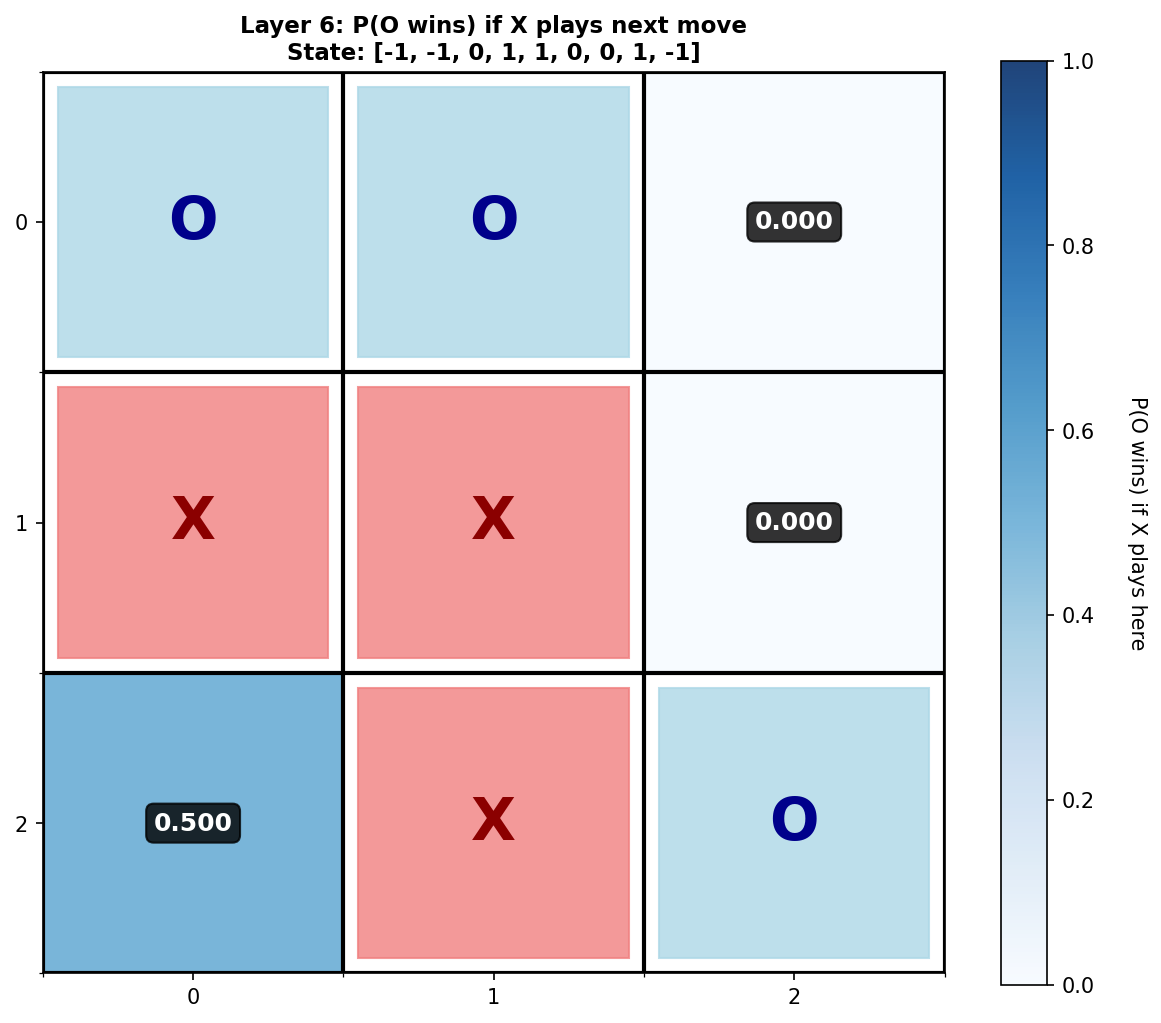 Layer 6: P(O wins) if X plays next move
State: [-1, -1, 0, 1, 1, 0, 0, 1, -1]
0
O
O
0.000
1
X
X
0.000
2
0.500
X
O
0
1
2
1.0
0.8
0.6
0.4
0.2
0.0
P(O wins) if X plays here